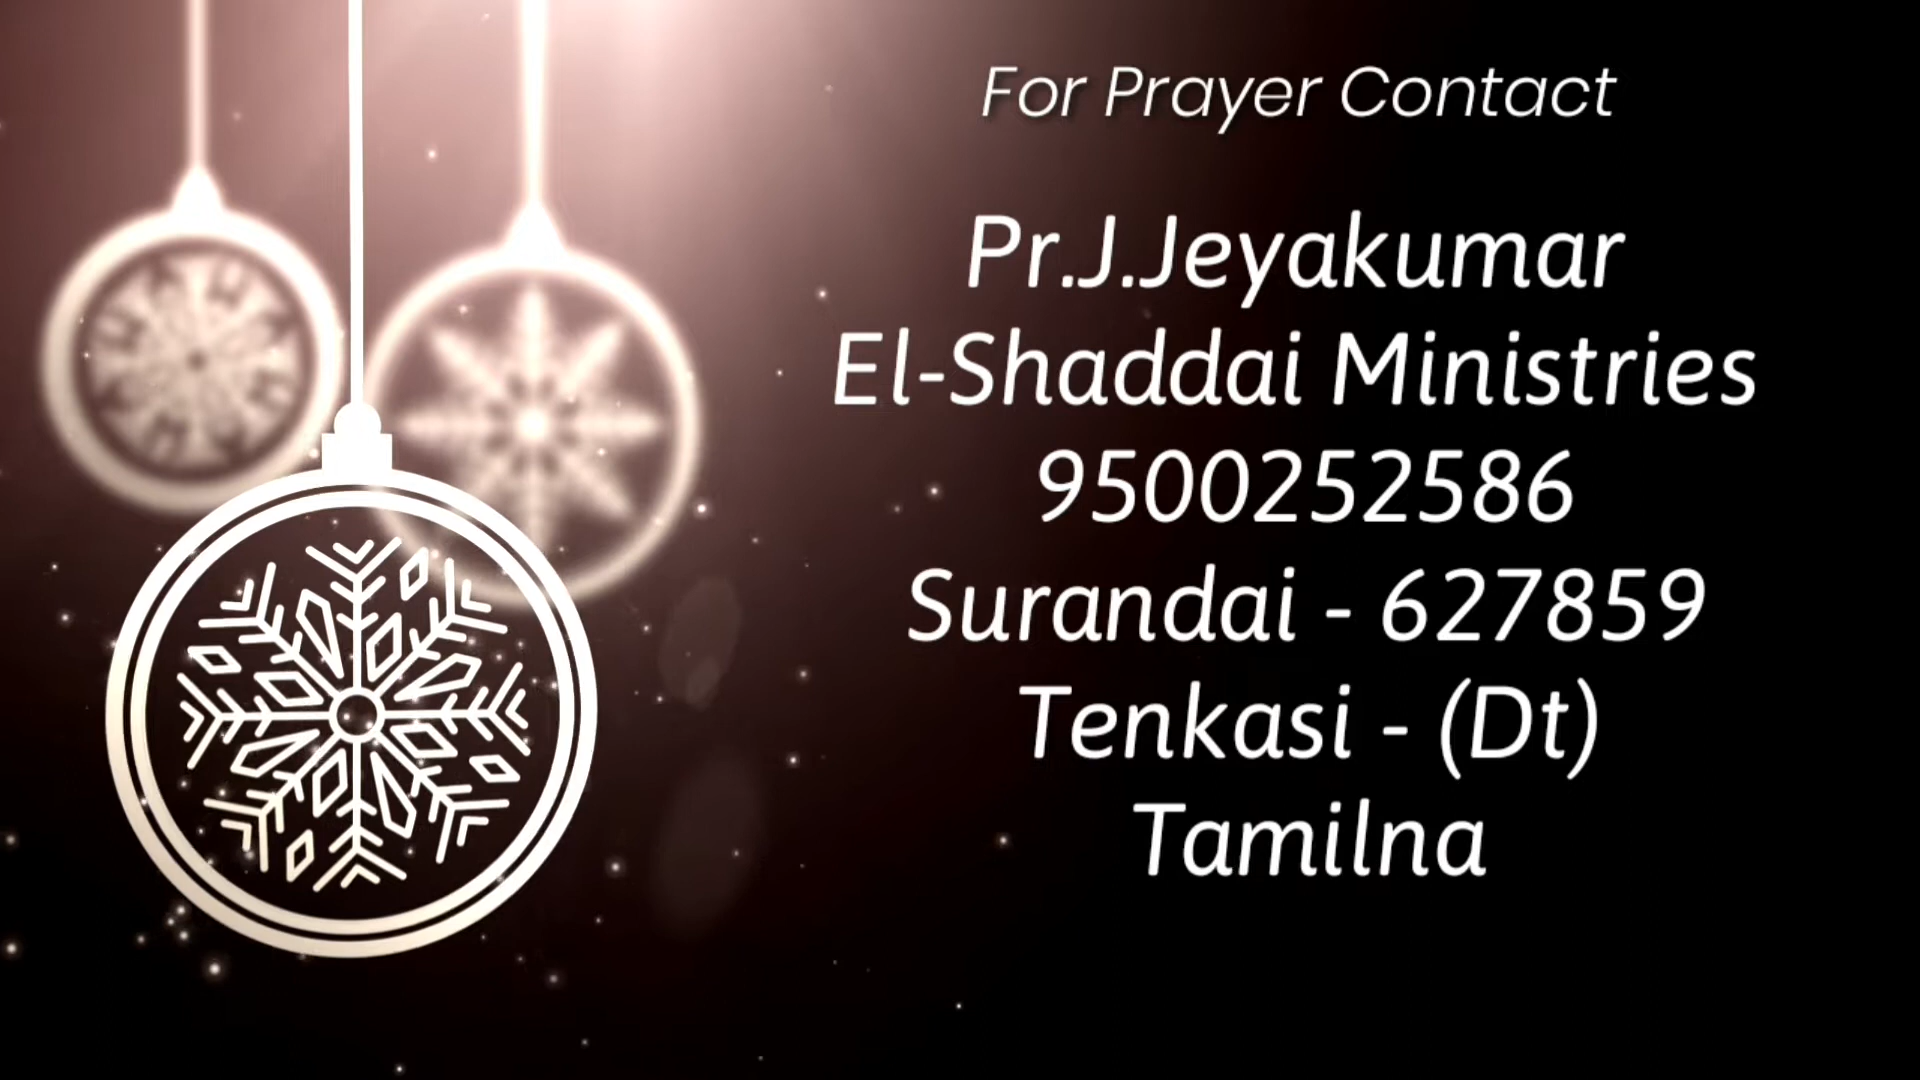 For Prayer Contact
Pr.J.Jeyakumar
El-Shaddai Ministries
9500252586
Surandai - 627859
Tenkasi - (Dt)
Tamilna